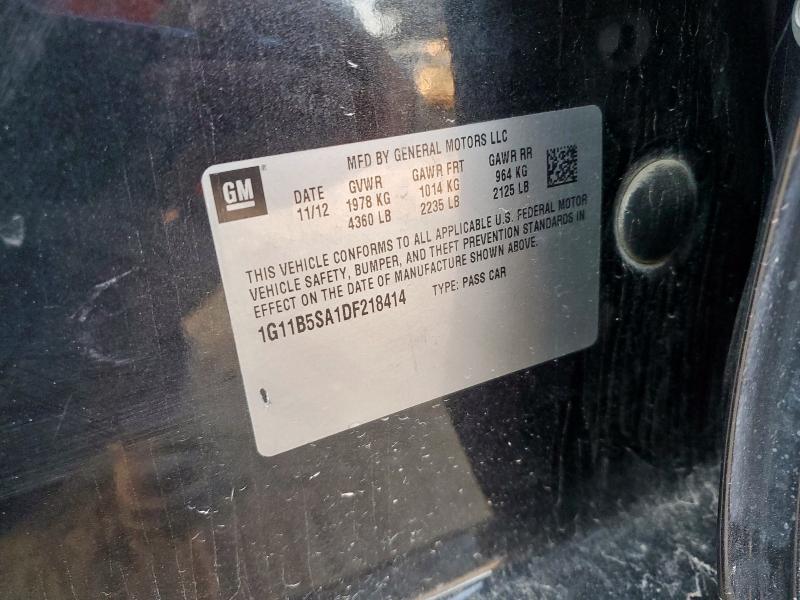 MFD BY GENERAL MOTORS LLC
GM
DATE GVWR GAWR FRT GAWR RR
11/12 1978 KG 1014 KG 964 KG
4360 LB 2235 LB 2125 LB
THIS VEHICLE CONFORMS TO ALL APPLICABLE U.S. FEDERAL MOTOR
VEHICLE SAFETY, BUMPER, AND THEFT PREVENTION STANDARDS IN
EFFECT ON THE DATE OF MANUFACTURE SHOWN ABOVE.
1G11B5SA1DF218414 TYPE: PASS CAR